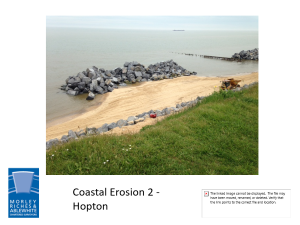 Coastal Erosion 2 -
Hopton
The linked image cannot be displayed. The file may
have been moved, renamed, or deleted. Verify that
the link points to the correct file and location.
MORLEY
RICHES &
ABLEWHITE